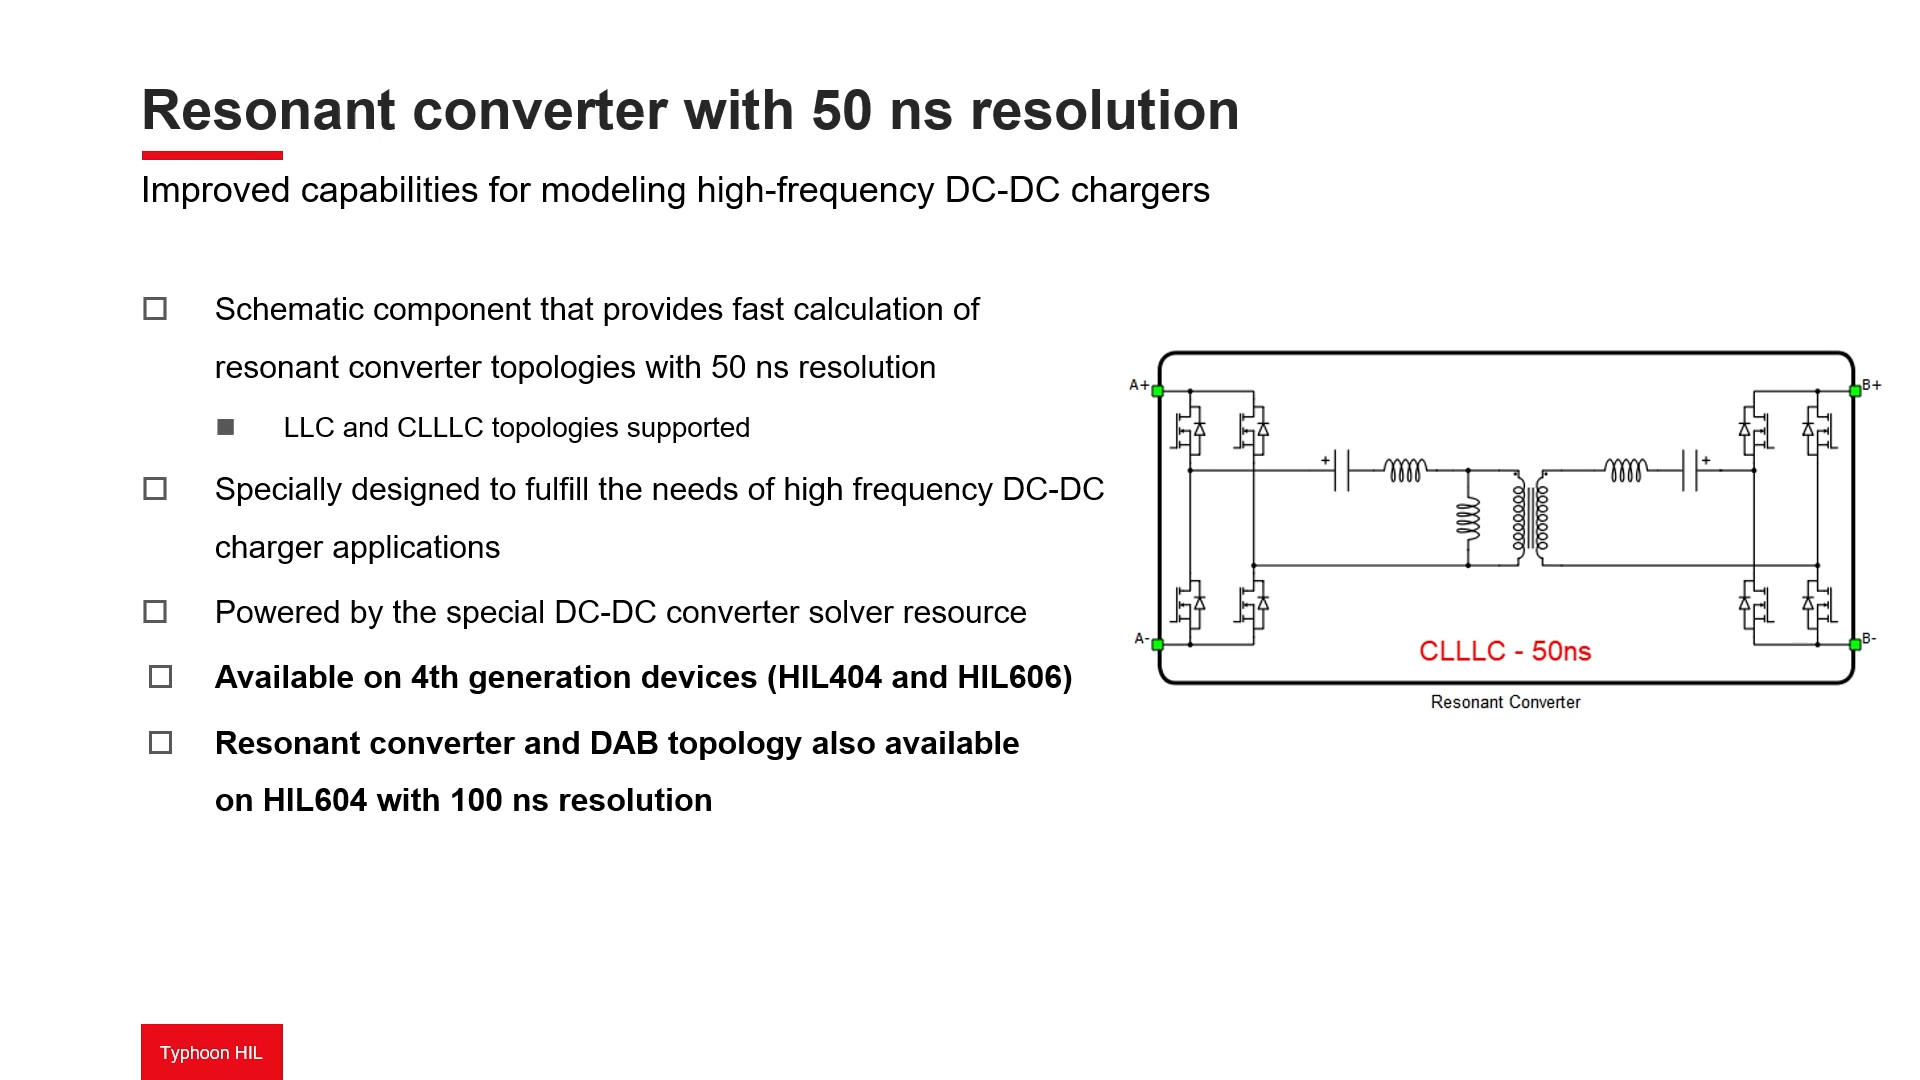 Resonant converter with 50 ns resolution
Improved capabilities for modeling high-frequency DC-DC chargers
Schematic component that provides fast calculation of
resonant converter topologies with 50 ns resolution
LLC and CLLLC topologies supported
Specially designed to fulfill the needs of high frequency DC-DC
charger applications
Powered by the special DC-DC converter solver resource
Available on 4th generation devices (HIL404 and HIL606)
Resonant converter and DAB topology also available
on HIL604 with 100 ns resolution
A+
B+
+
+
A-
B-
CLLLC - 50ns
Resonant Converter
Typhoon HIL